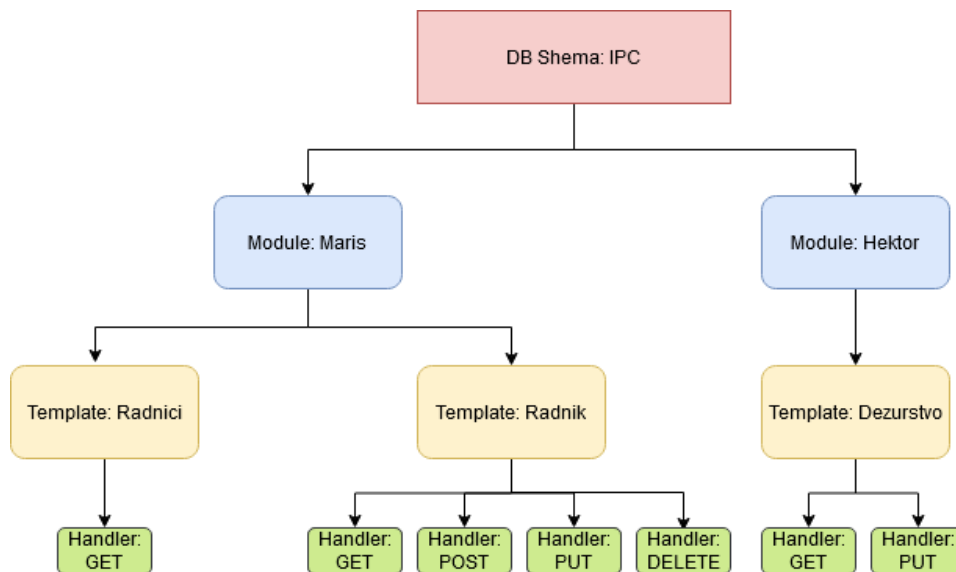 DB Shema: IPC
Module: Maris
Module: Hektor
Template: Radnici
Template: Radnik
Template: Dezurstvo
Handler:
GET
Handler:
GET
Handler:
POST
Handler:
PUT
Handler:
DELETE
Handler:
GET
Handler:
PUT